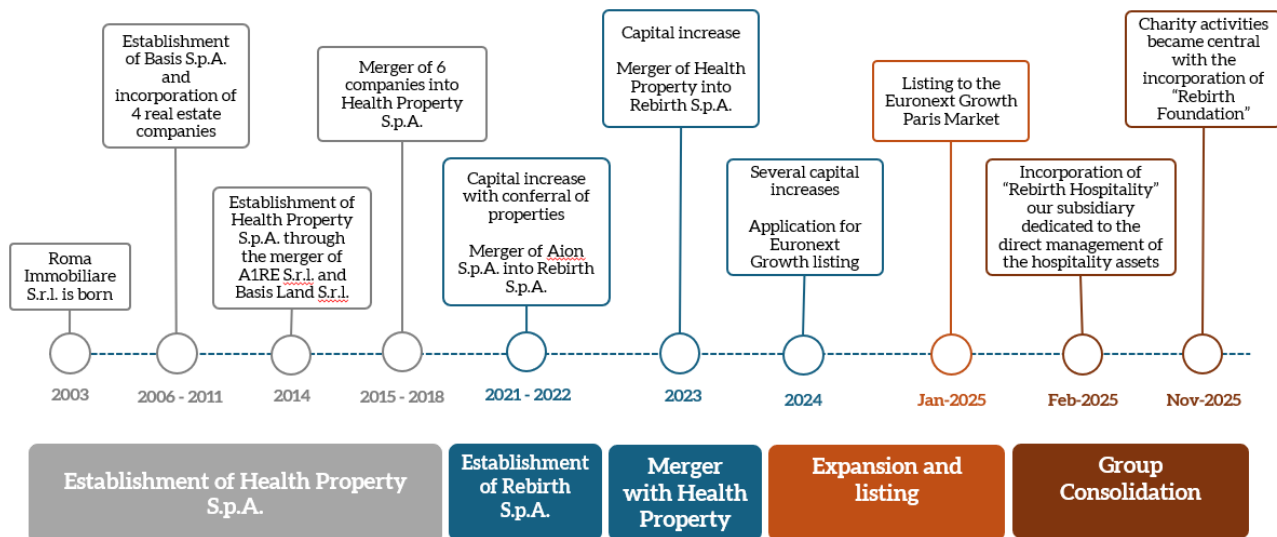 Establishment
of Basis S.p.A.
and
incorporation of
4 real estate
companies
Merger of 6
companies into
Health Property
S.p.A.
Capital increase
Merger of Health
Property into
Rebirth S.p.A.
Listing to the
Euronext Growth
Paris Market
Charity activities
became central
with the
incorporation of
“Rebirth
Foundation”
Roma
Immobiliare
S.r.l. is born
Establishment of
Health Property
S.p.A. through
the merger of
A1RE S.r.l. and
Basis Land S.r.l.
Capital increase
with conferral of
properties
Merger of Aion
S.p.A. into Rebirth
S.p.A.
Several capital
increases
Application for
Euronext
Growth listing
Incorporation of
“Rebirth Hospitality”
our subsidiary
dedicated to the
direct management of
the hospitality assets
2003
2006 - 2011
2014
2015 - 2018
2021 - 2022
2023
2024
Jan-2025
Feb-2025
Nov-2025
Establishment of Health Property
S.p.A.
Establishment
of Rebirth
S.p.A.
Merger
with Health
Property
Expansion and
listing
Group
Consolidation